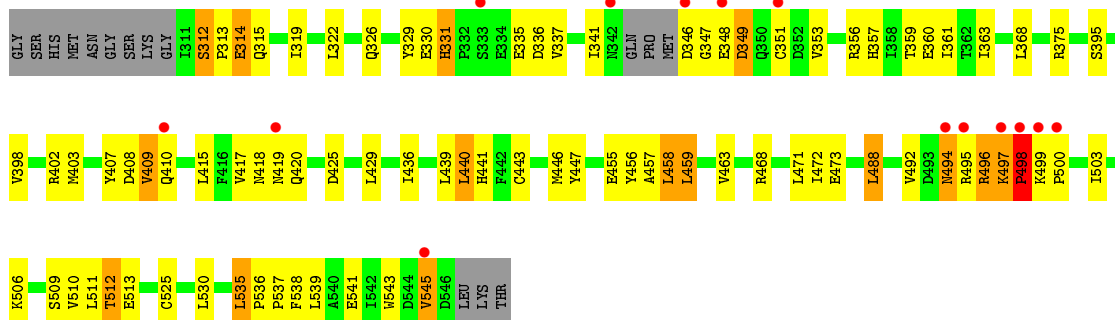 GLY SER HIS MET ASN GLY SER LYS GLY I311 S312 P313 E314 Q315 I319 L322 Q326 Y329 E330 H331 P332 S333 E334 E335 D336 V337 I341 N342 GLN PRO MET D346 G347 E348 D349 Q350 C351 D352 V353 R356 H357 I358 T359 E360 I361 T362 I363 L368 R375 S395
V398 R402 M403 Y407 D408 V409 Q410 L415 F416 V417 N418 N419 Q420 D425 L429 I436 L439 L440 H441 F442 C443 M446 Y447 E455 Y456 A457 L458 L459 V463 R468 L471 I472 E473 L488 V492 D493 N494 R495 R496 K497 P498 K499 P500 I503
K506 S509 V510 L511 T512 E513 C525 L530 L535 P536 P537 F538 L539 A540 E541 I542 W543 D544 V545 D546 LEU LYS THR